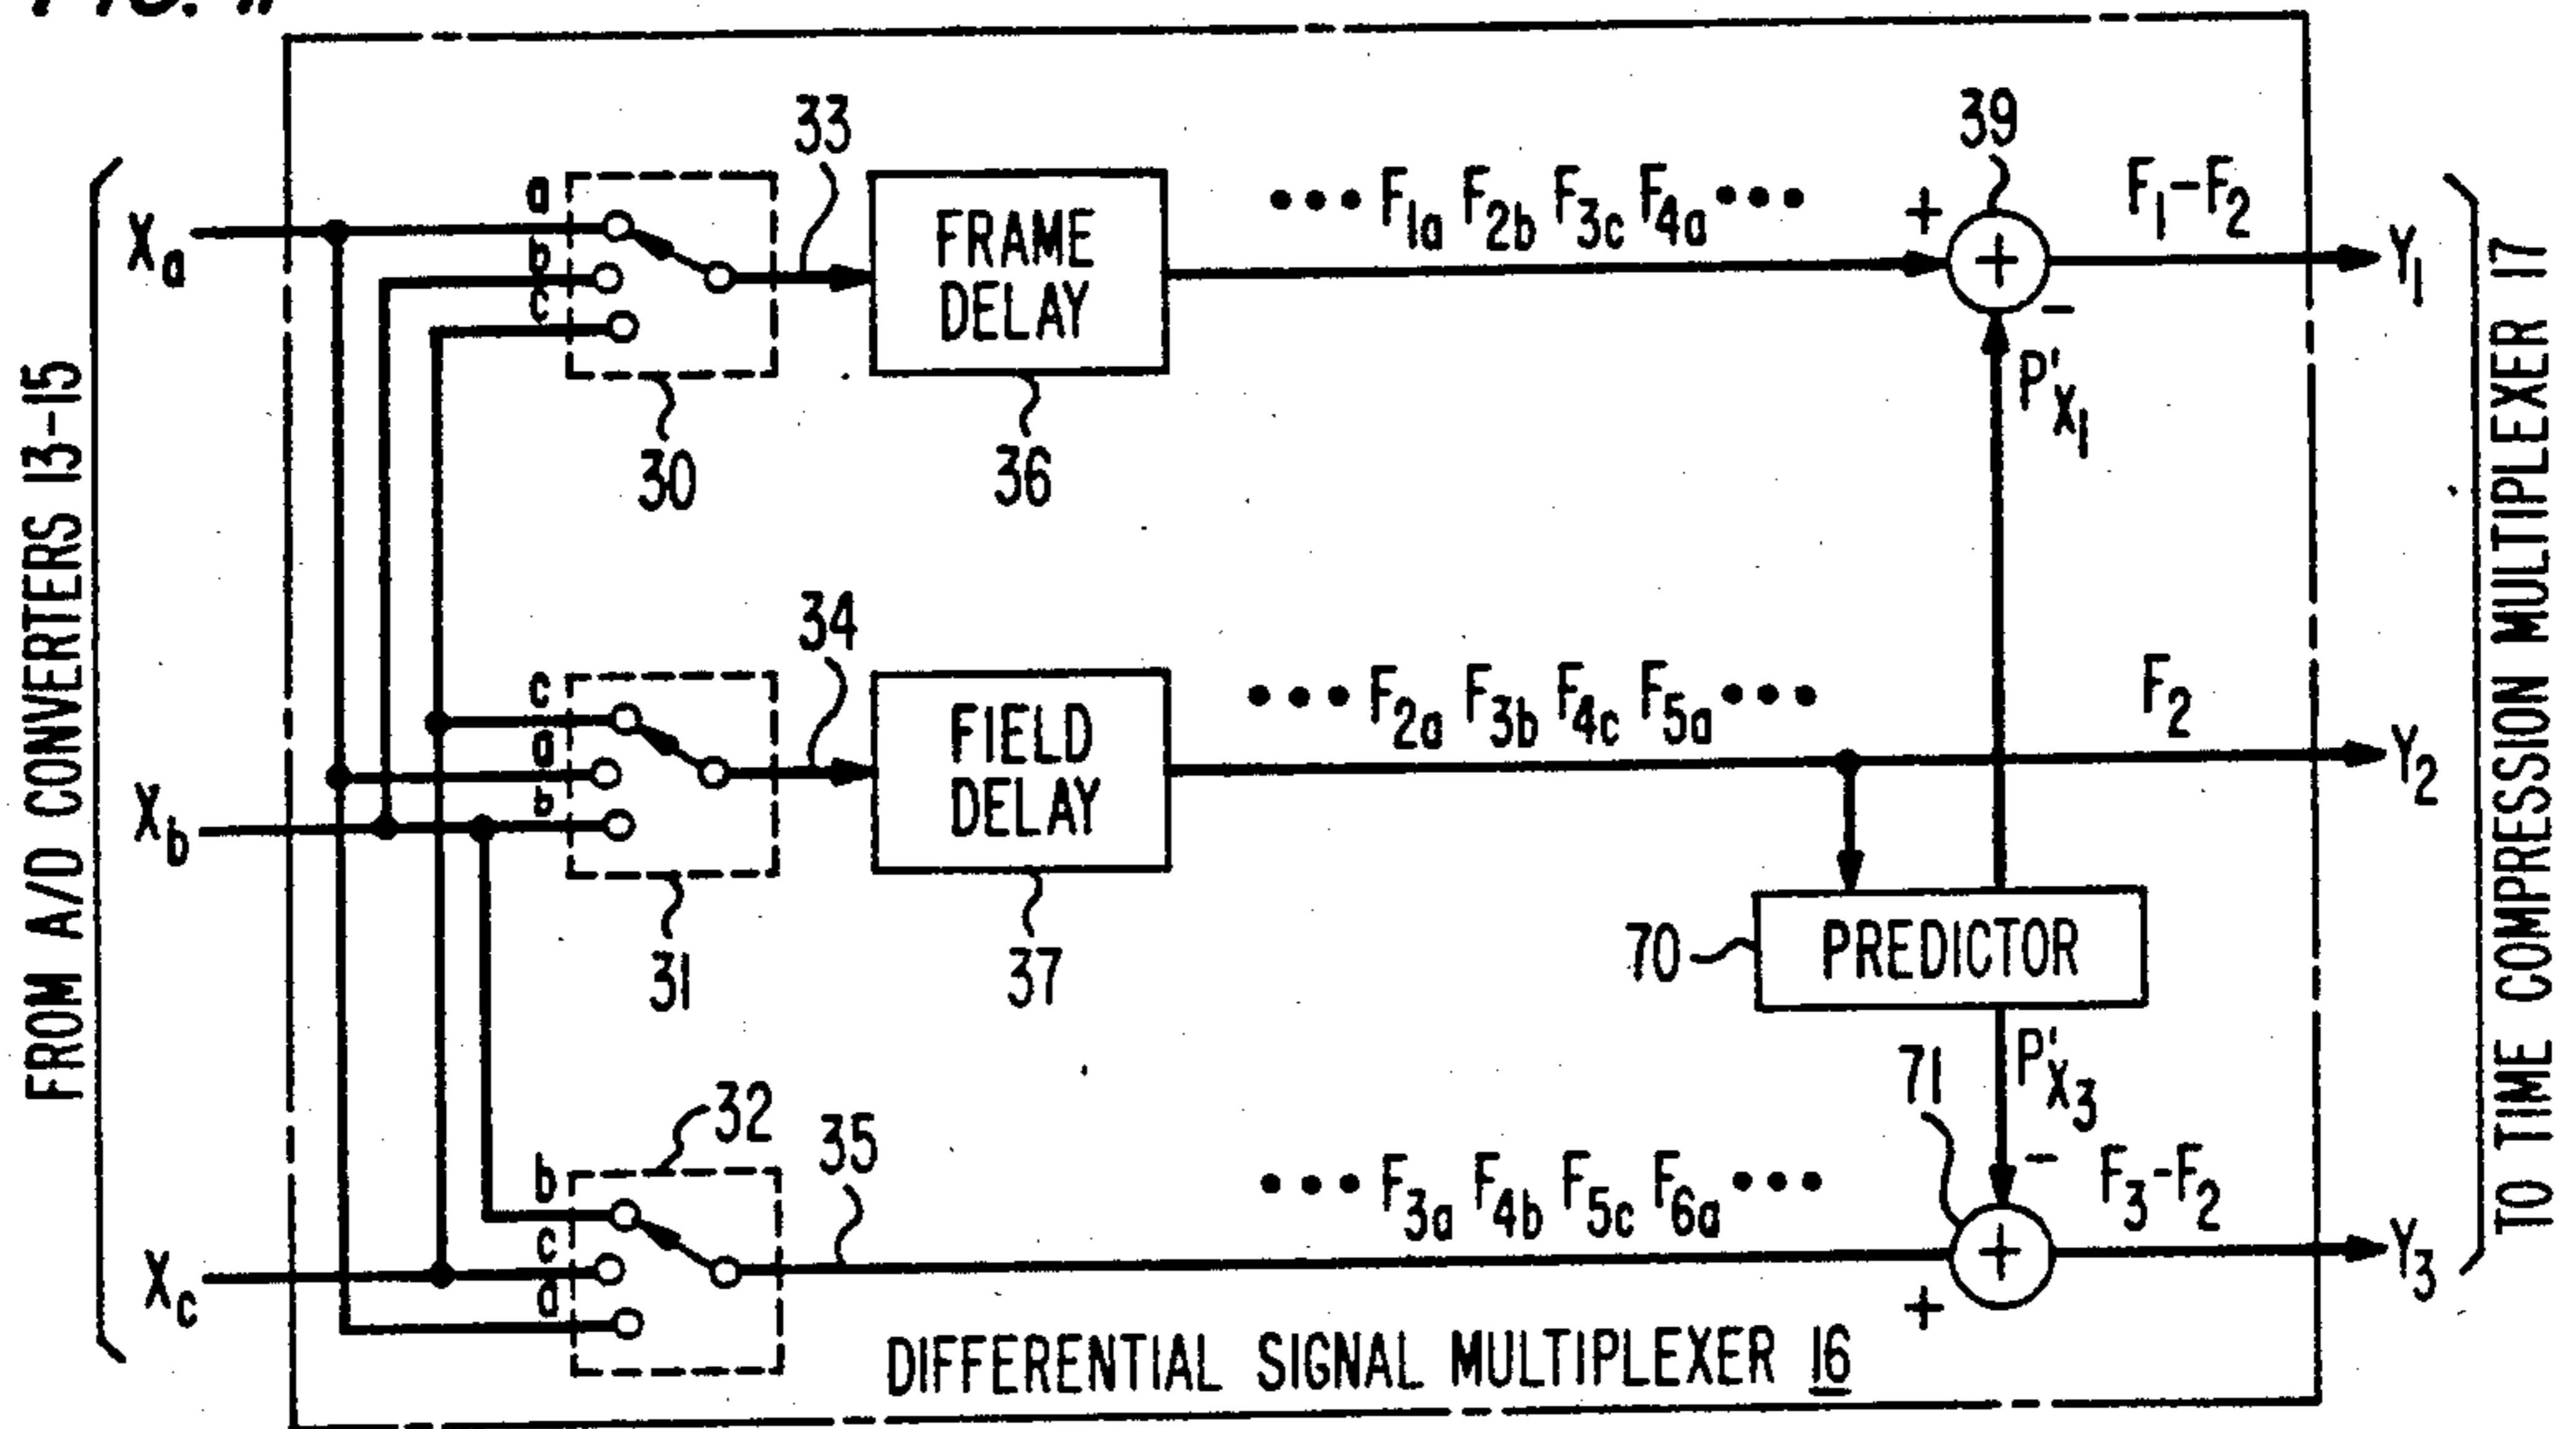 FROM A/D CONVERTERS 13-15
Xa
Xb
Xc
a
b
c
30
33
FRAME
DELAY
36
••• F1a F2b F3c F4a •••
+
39
F1-F2
−
P'X1
Y1
c
a
b
31
34
FIELD
DELAY
37
••• F2a F3b F4c F5a •••
F2
Y2
70
PREDICTOR
P'X3
b
c
a
32
35
••• F3a F4b F5c F6a •••
71
+
−
+
F3-F2
Y3
DIFFERENTIAL SIGNAL MULTIPLEXER 16
TO TIME COMPRESSION MULTIPLEXER 17